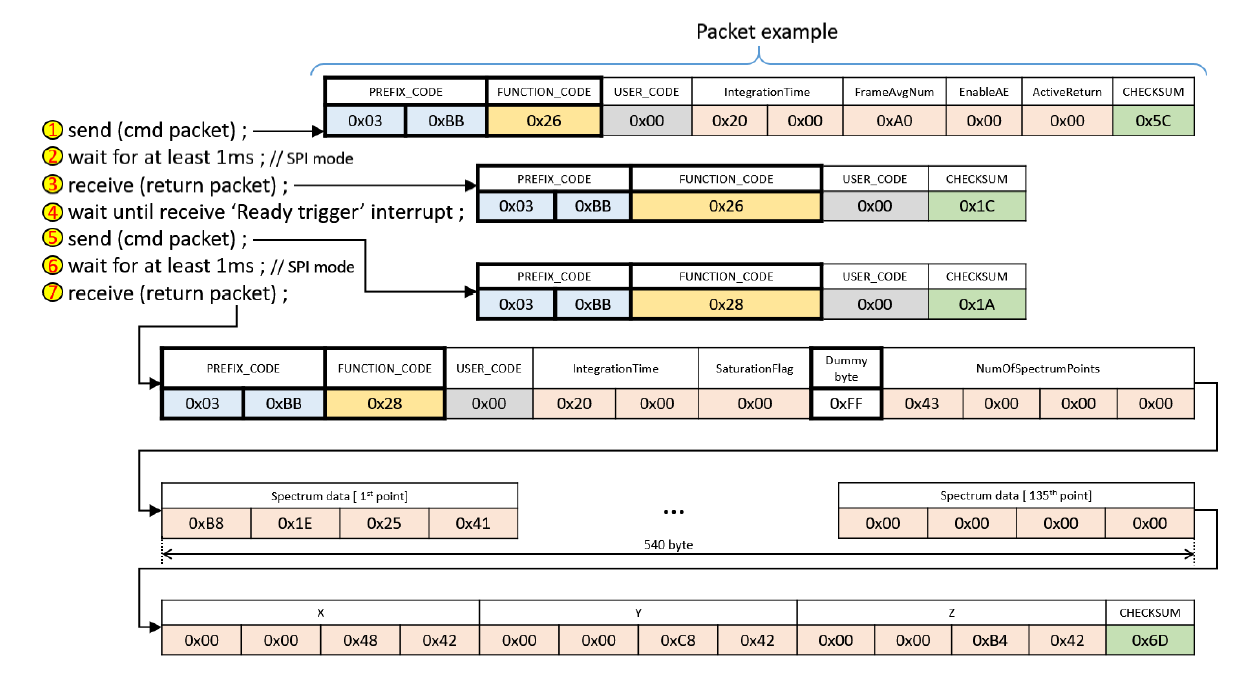 Packet example
PREFIX_CODE FUNCTION_CODE USER_CODE IntegrationTime FrameAvgNum EnableAE ActiveReturn CHECKSUM
0x03 0xBB 0x26 0x00 0x20 0x00 0xA0 0x00 0x00 0x5C
1 send (cmd packet) ;
2 wait for at least 1ms ; // SPI mode
3 receive (return packet) ;
PREFIX_CODE FUNCTION_CODE USER_CODE CHECKSUM
0x03 0xBB 0x26 0x00 0x1C
4 wait until receive ‘Ready trigger’ interrupt ;
5 send (cmd packet) ;
6 wait for at least 1ms ; // SPI mode
7 receive (return packet) ;
PREFIX_CODE FUNCTION_CODE USER_CODE CHECKSUM
0x03 0xBB 0x28 0x00 0x1A
PREFIX_CODE FUNCTION_CODE USER_CODE IntegrationTime SaturationFlag Dummy byte NumOfSpectrumPoints
0x03 0xBB 0x28 0x00 0x20 0x00 0x00 0xFF 0x43 0x00 0x00 0x00
Spectrum data [ 1st point] Spectrum data [ 135th point]
0xB8 0x1E 0x25 0x41 ... 0x00 0x00 0x00 0x00
540 byte
X Y Z CHECKSUM
0x00 0x00 0x48 0x42 0x00 0x00 0xC8 0x42 0x00 0x00 0xB4 0x42 0x6D